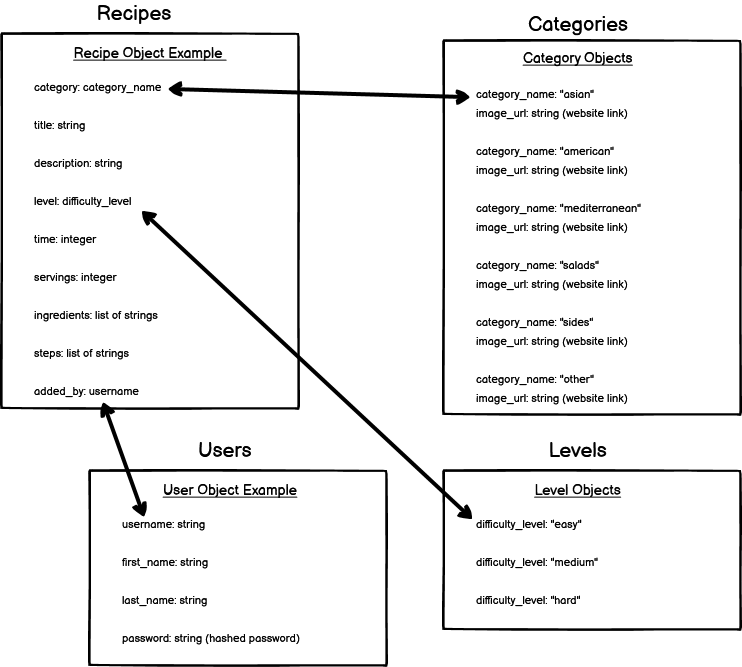 Recipes
Recipe Object Example
category: category_name
title: string
description: string
level: difficulty_level
time: integer
servings: integer
ingredients: list of strings
steps: list of strings
added_by: username
Categories
Category Objects
category_name: "asian"
image_url: string (website link)
category_name: "american"
image_url: string (website link)
category_name: "mediterranean"
image_url: string (website link)
category_name: "salads"
image_url: string (website link)
category_name: "sides"
image_url: string (website link)
category_name: "other"
image_url: string (website link)
Users
User Object Example
username: string
first_name: string
last_name: string
password: string (hashed password)
Levels
Level Objects
difficulty_level: "easy"
difficulty_level: "medium"
difficulty_level: "hard"